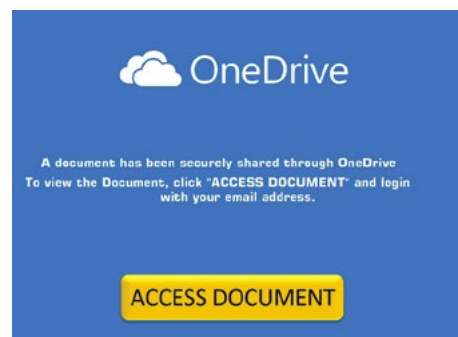 OneDrive
A document has been securely shared through OneDrive
To view the Document, click "ACCESS DOCUMENT" and login
with your email address.
ACCESS DOCUMENT